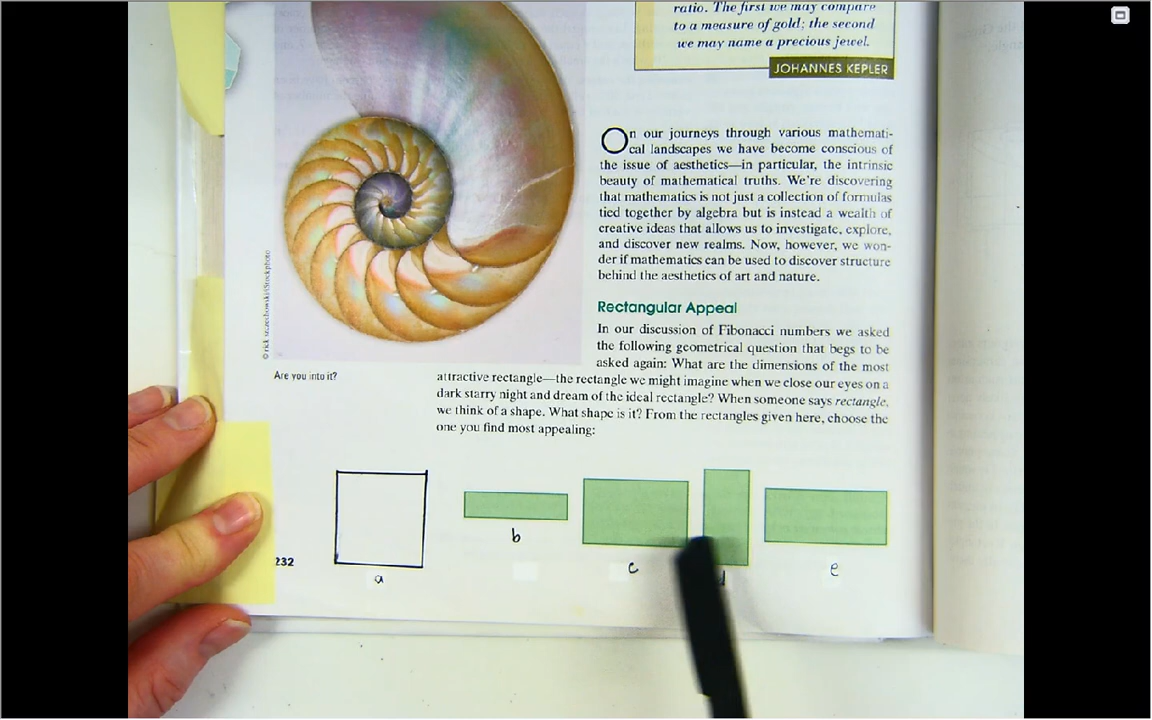 ratio. The first we may compare
to a measure of gold; the second
we may name a precious jewel.
JOHANNES KEPLER
On our journeys through various mathemati-
cal landscapes we have become conscious of
the issue of aesthetics—in particular, the intrinsic
beauty of mathematical truths. We're discovering
that mathematics is not just a collection of formulas
tied together by algebra but is instead a wealth of
creative ideas that allows us to investigate, explore,
and discover new realms. Now, however, we won-
der if mathematics can be used to discover structure
behind the aesthetics of art and nature.
Rectangular Appeal
In our discussion of Fibonacci numbers we asked
the following geometrical question that begs to be
asked again: What are the dimensions of the most
attractive rectangle—the rectangle we might imagine when we close our eyes on a
dark starry night and dream of the ideal rectangle? When someone says rectangle,
we think of a shape. What shape is it? From the rectangles given here, choose the
one you find most appealing:
Are you into it?
a b c e
232